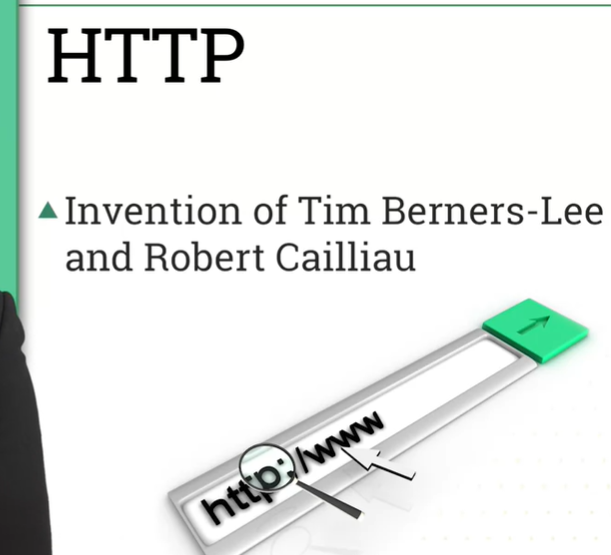 HTTP
Invention of Tim Berners-Lee
and Robert Cailliau
http://www